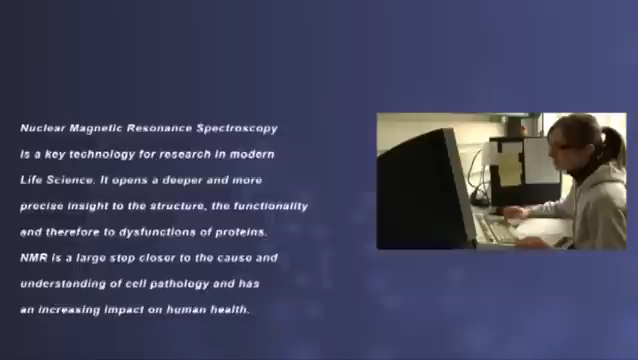 Nuclear Magnetic Resonance Spectroscopy
is a key technology for research in modern
Life Science. It opens a deeper and more
precise insight to the structure, the functionality
and therefore to dysfunctions of proteins.
NMR is a large step closer to the cause and
understanding of cell pathology and has
an increasing impact on human health.